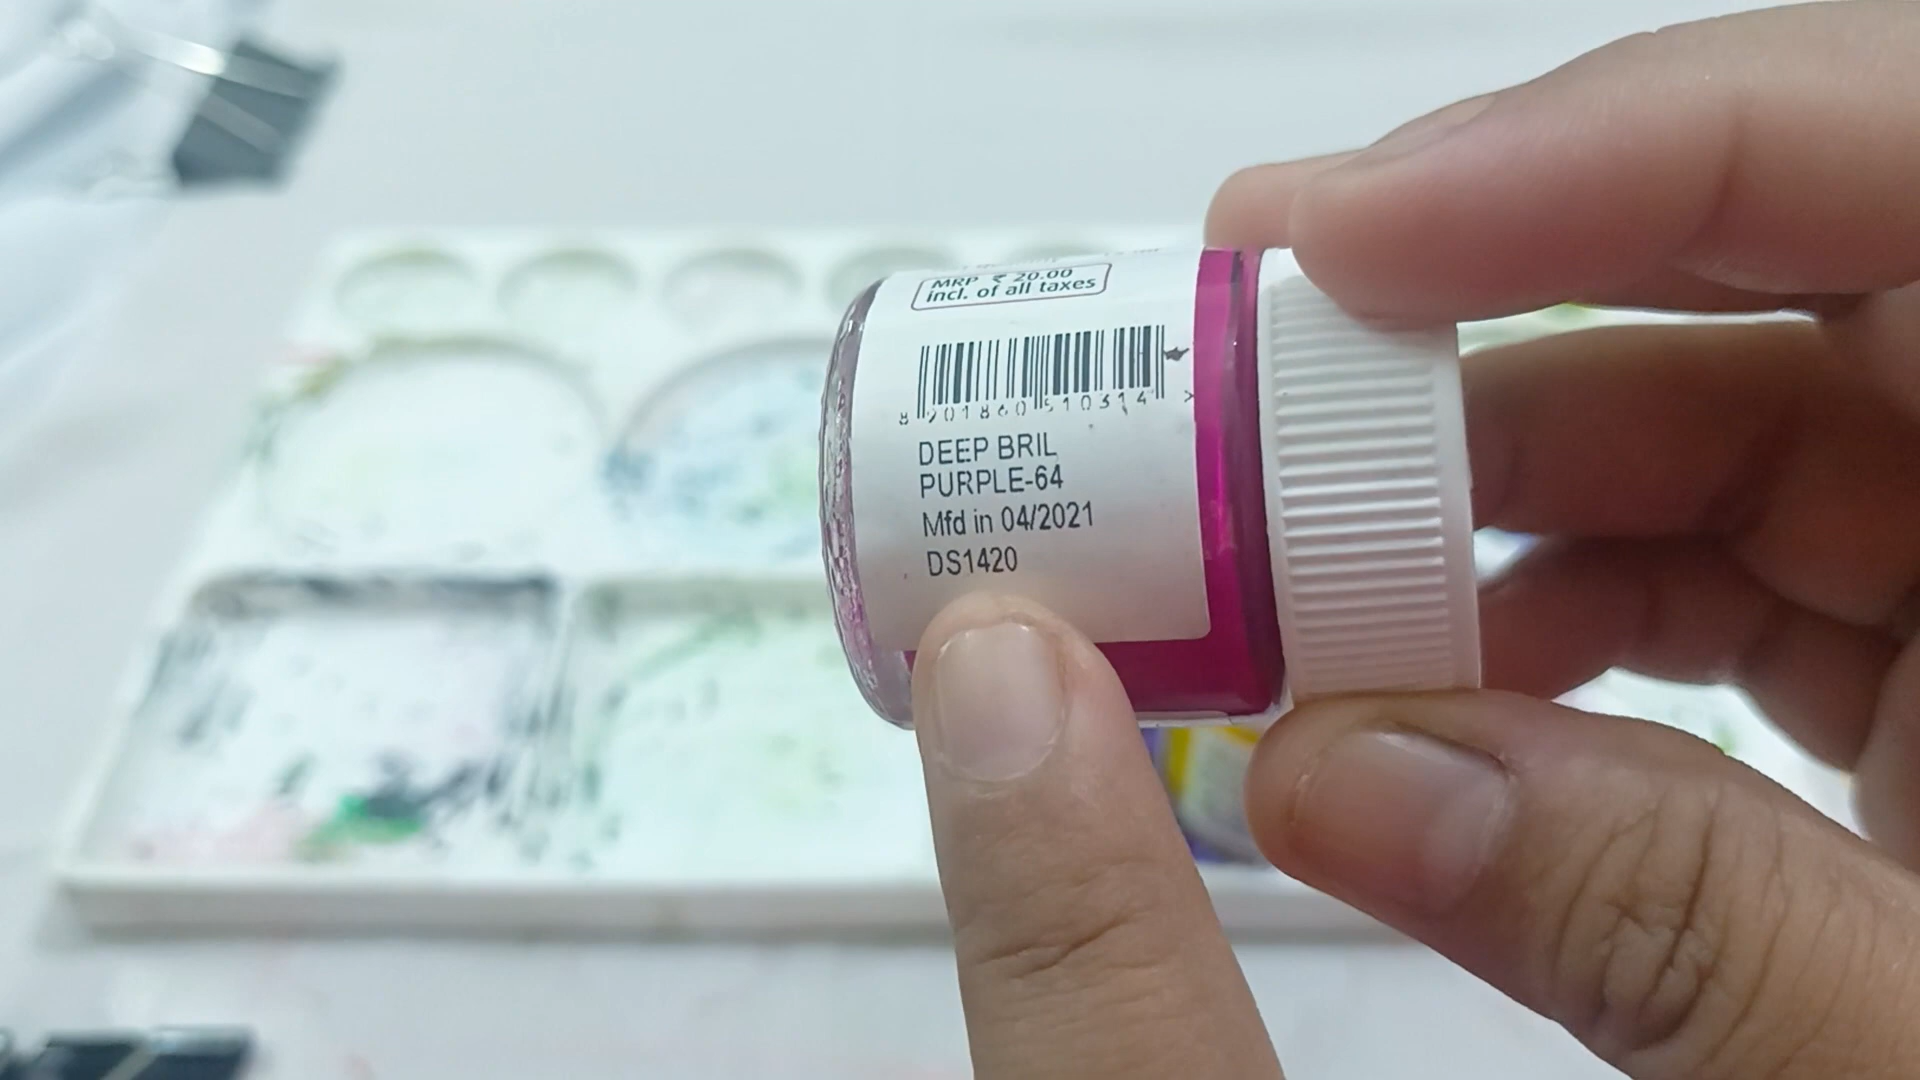 MRP ₹ 20.00
incl. of all taxes
8 901860 510314 >
DEEP BRIL
PURPLE-64
Mfd in 04/2021
DS1420